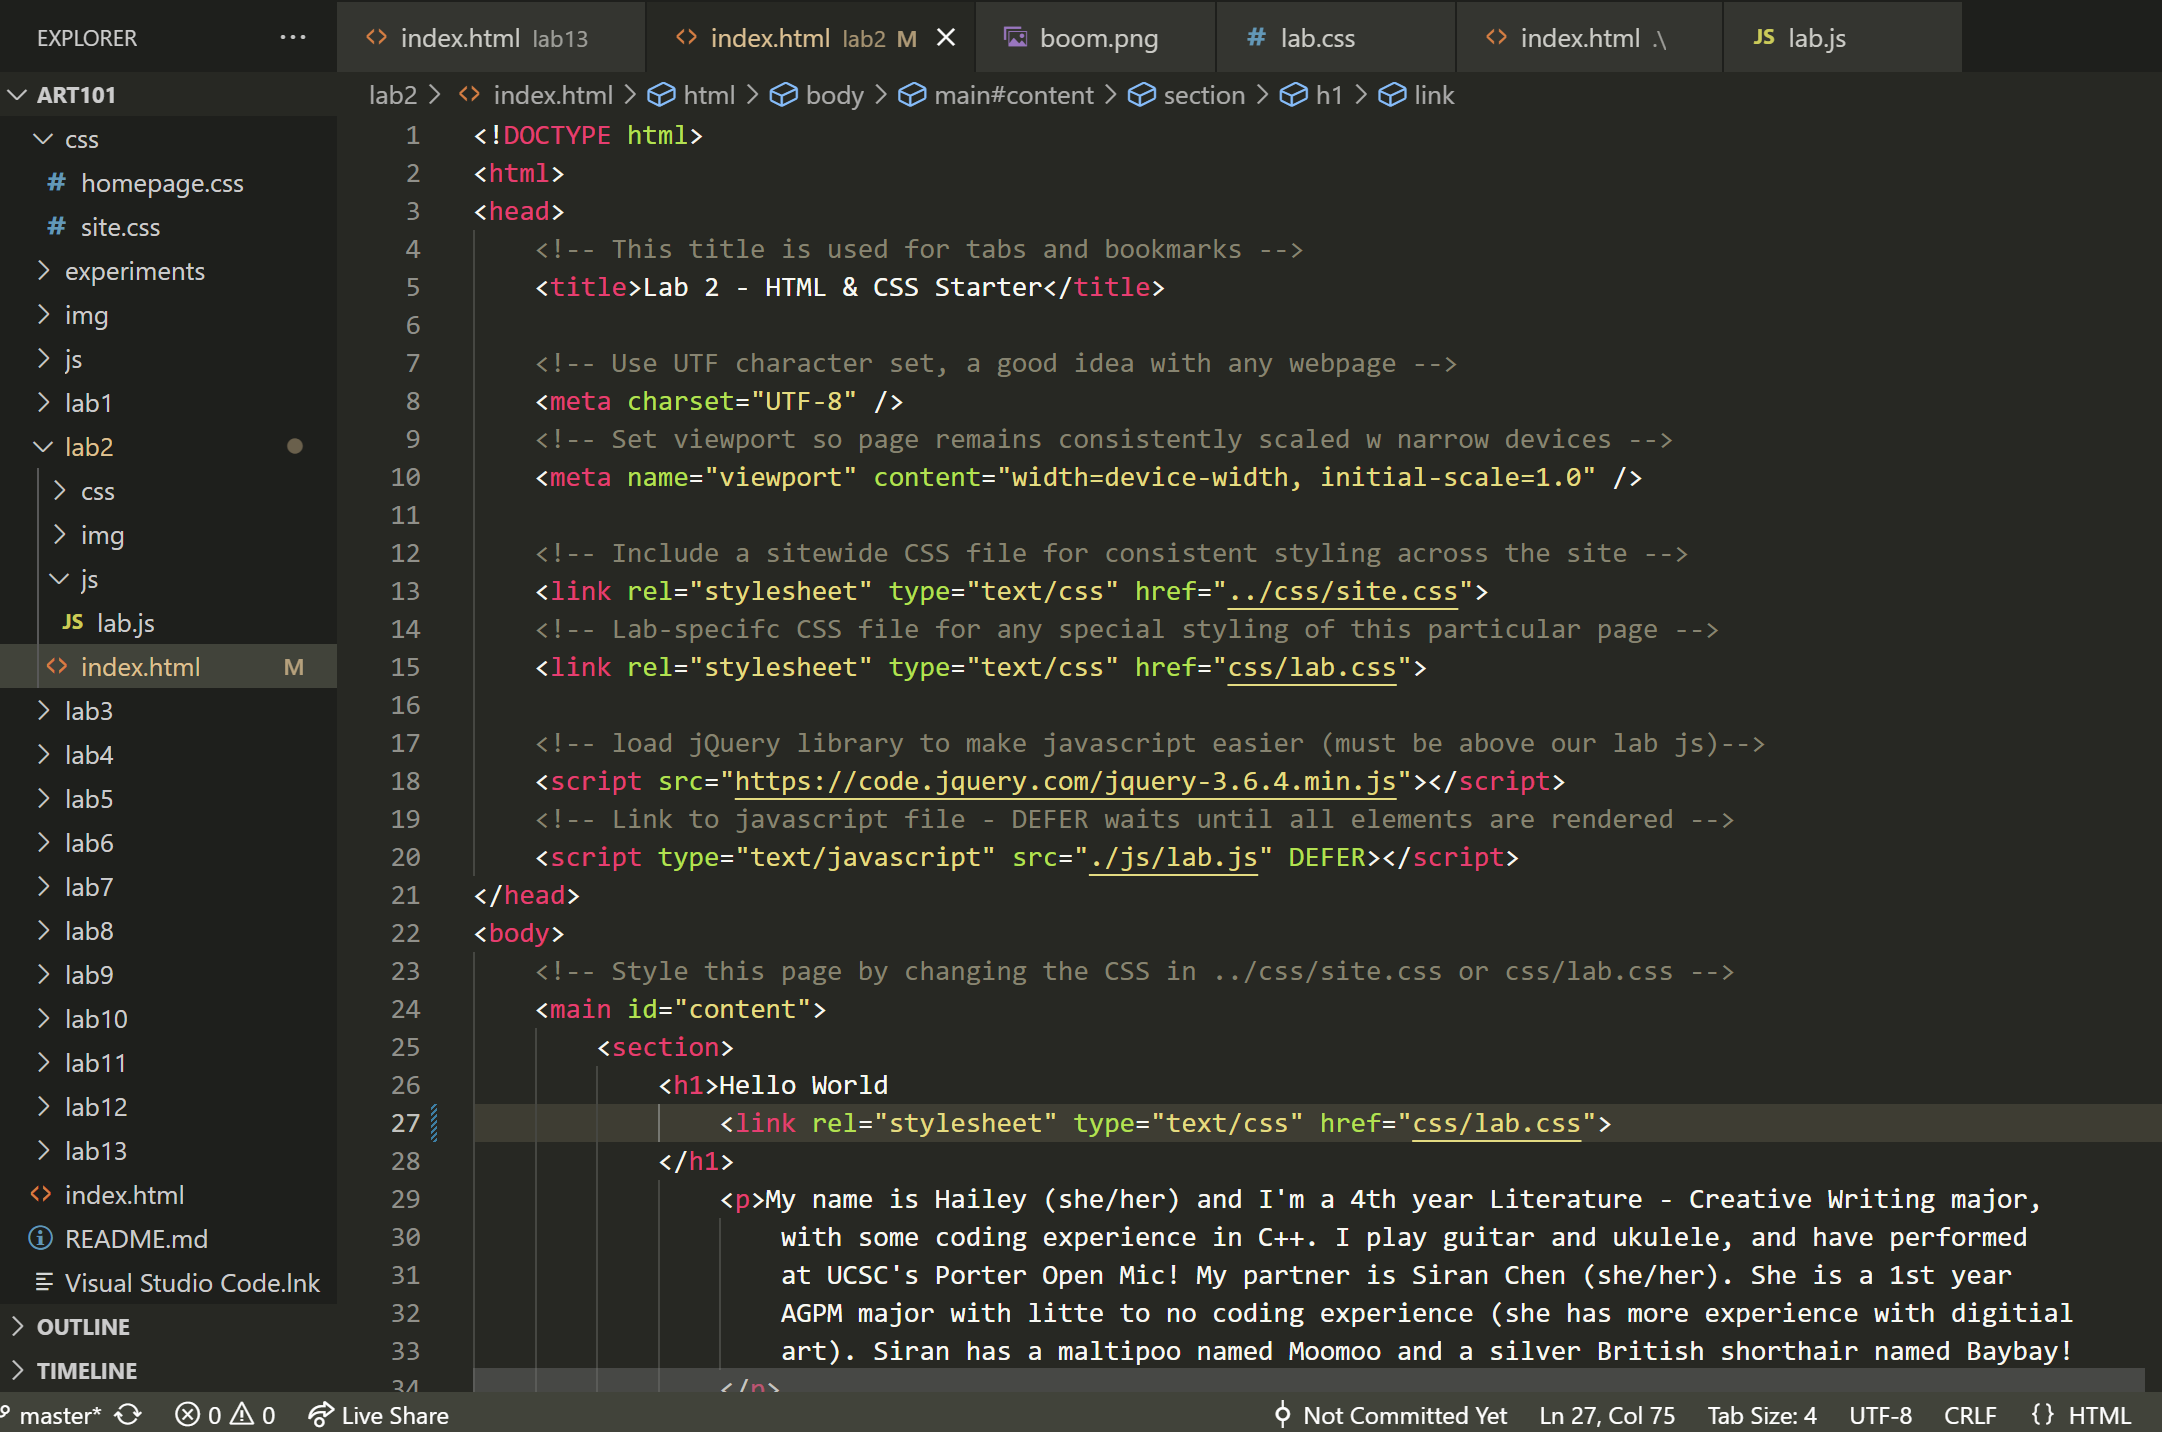 EXPLORER ···
index.html lab13
index.html lab2 M
boom.png
# lab.css
index.html .\
JS lab.js
ART101
css
# homepage.css
# site.css
experiments
img
js
lab1
lab2
css
img
js
JS lab.js
index.html M
lab3
lab4
lab5
lab6
lab7
lab8
lab9
lab10
lab11
lab12
lab13
index.html
README.md
Visual Studio Code.lnk
OUTLINE
TIMELINE
lab2 > index.html > html > body > main#content > section > h1 > link
1 <!DOCTYPE html>
2 <html>
3 <head>
4 <!-- This title is used for tabs and bookmarks -->
5 <title>Lab 2 - HTML & CSS Starter</title>
6
7 <!-- Use UTF character set, a good idea with any webpage -->
8 <meta charset="UTF-8" />
9 <!-- Set viewport so page remains consistently scaled w narrow devices -->
10 <meta name="viewport" content="width=device-width, initial-scale=1.0" />
11
12 <!-- Include a sitewide CSS file for consistent styling across the site -->
13 <link rel="stylesheet" type="text/css" href="../css/site.css">
14 <!-- Lab-specifc CSS file for any special styling of this particular page -->
15 <link rel="stylesheet" type="text/css" href="css/lab.css">
16
17 <!-- load jQuery library to make javascript easier (must be above our lab js)-->
18 <script src="https://code.jquery.com/jquery-3.6.4.min.js"></script>
19 <!-- Link to javascript file - DEFER waits until all elements are rendered -->
20 <script type="text/javascript" src="./js/lab.js" DEFER></script>
21 </head>
22 <body>
23 <!-- Style this page by changing the CSS in ../css/site.css or css/lab.css -->
24 <main id="content">
25 <section>
26 <h1>Hello World
27 <link rel="stylesheet" type="text/css" href="css/lab.css">
28 </h1>
29 <p>My name is Hailey (she/her) and I'm a 4th year Literature - Creative Writing major,
30 with some coding experience in C++. I play guitar and ukulele, and have performed
31 at UCSC's Porter Open Mic! My partner is Siran Chen (she/her). She is a 1st year
32 AGPM major with litte to no coding experience (she has more experience with digitial
33 art). Siran has a maltipoo named Moomoo and a silver British shorthair named Baybay!
34 </p>
master* 0 0 Live Share Not Committed Yet Ln 27, Col 75 Tab Size: 4 UTF-8 CRLF {} HTML